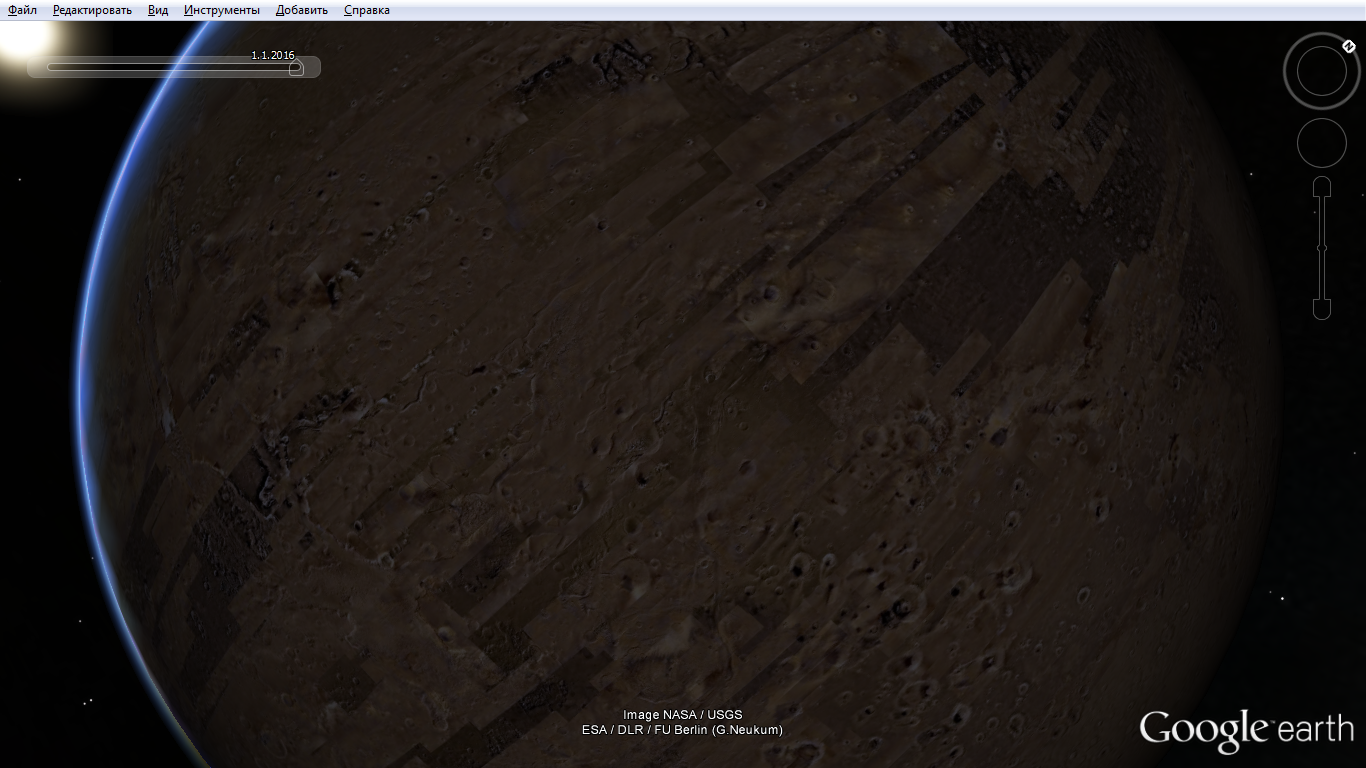 Файл Редактировать Вид Инструменты Добавить Справка
1.1.2016
N
Image NASA / USGS
ESA / DLR / FU Berlin (G.Neukum)
Google earth